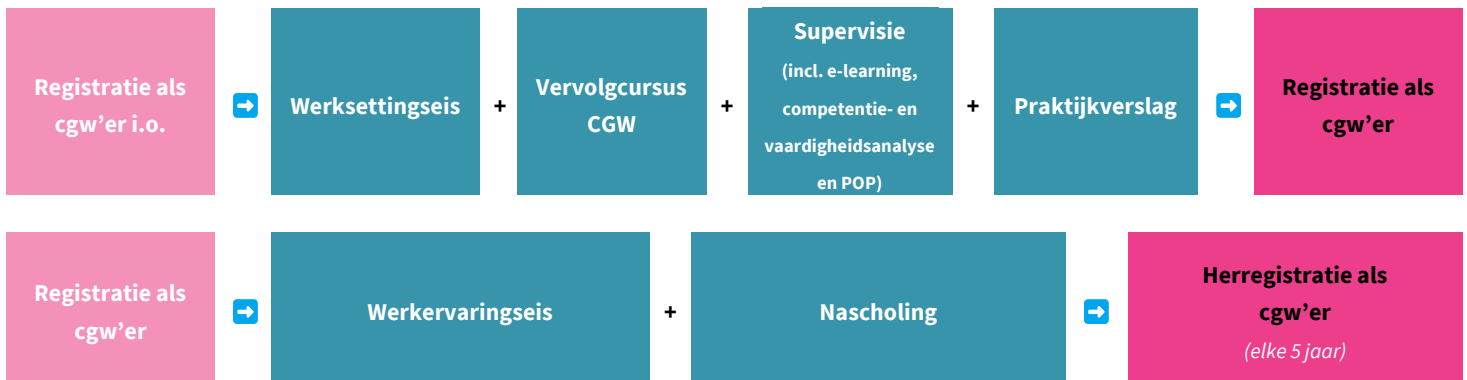 Registratie als
cgw’er i.o.
➡
Werksettingseis
+
Vervolgcursus
CGW
+
Supervisie
(incl. e-learning,
competentie- en
vaardigheidsanalyse
en POP)
+
Praktijkverslag
➡
Registratie als
cgw’er
Registratie als
cgw’er
➡
Werkervaringseis
+
Nascholing
➡
Herregistratie als
cgw’er
(elke 5 jaar)